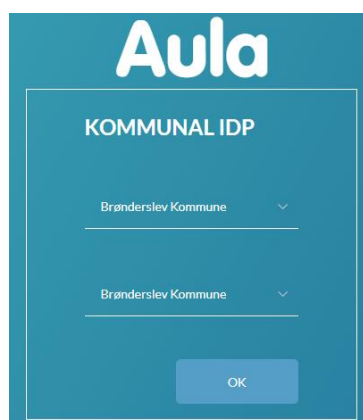 Aula
KOMMUNAL IDP
Brønderslev Kommune
Brønderslev Kommune
OK